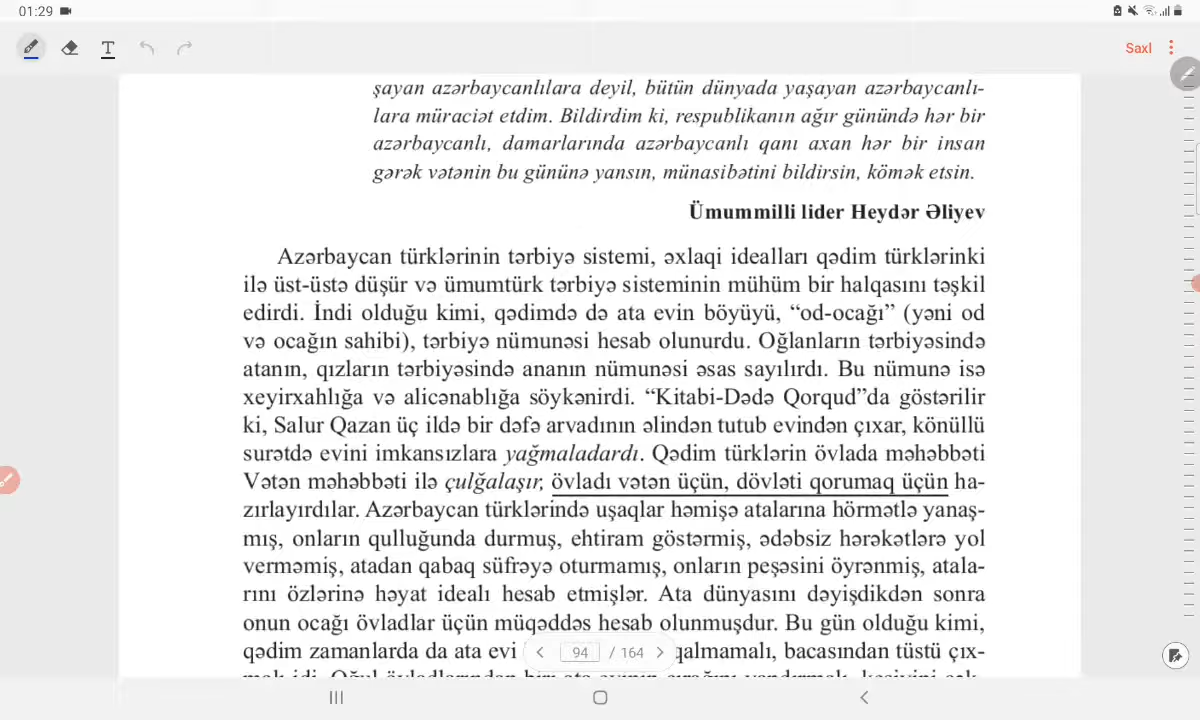 01:29
T
Saxl
şayan azərbaycanlılara deyil, bütün dünyada yaşayan azərbaycanlı-
lara müraciət etdim. Bildirdim ki, respublikanın ağır günündə hər bir
azərbaycanlı, damarlarında azərbaycanlı qanı axan hər bir insan
gərək vətənin bu gününə yansın, münasibətini bildirsin, kömək etsin.
Ümummilli lider Heydər Əliyev
Azərbaycan türklərinin tərbiyə sistemi, əxlaqi idealları qədim türklərinki
ilə üst-üstə düşür və ümumtürk tərbiyə sisteminin mühüm bir halqasını təşkil
edirdi. İndi olduğu kimi, qədimdə də ata evin böyüyü, “od-ocağı” (yəni od
və ocağın sahibi), tərbiyə nümunəsi hesab olunurdu. Oğlanların tərbiyəsində
atanın, qızların tərbiyəsində ananın nümunəsi əsas sayılırdı. Bu nümunə isə
xeyirxahlığa və alicənablığa söykənirdi. “Kitabi-Dədə Qorqud”da göstərilir
ki, Salur Qazan üç ildə bir dəfə arvadının əlindən tutub evindən çıxar, könüllü
surətdə evini imkansızlara yağmaladardı. Qədim türklərin övlada məhəbbəti
Vətən məhəbbəti ilə çulğalaşır, övladı vətən üçün, dövləti qorumaq üçün ha-
zırlayırdılar. Azərbaycan türklərində uşaqlar həmişə atalarına hörmətlə yanaş-
mış, onların qulluğunda durmuş, ehtiram göstərmiş, ədəbsiz hərəkətlərə yol
verməmiş, atadan qabaq süfrəyə oturmamış, onların peşəsini öyrənmiş, atala-
rını özlərinə həyat idealı hesab etmişlər. Ata dünyasını dəyişdikdən sonra
onun ocağı övladlar üçün müqəddəs hesab olunmuşdur. Bu gün olduğu kimi,
qədim zamanlarda da ata evi qalmamalı, bacasından tüstü çıx-
94 / 164